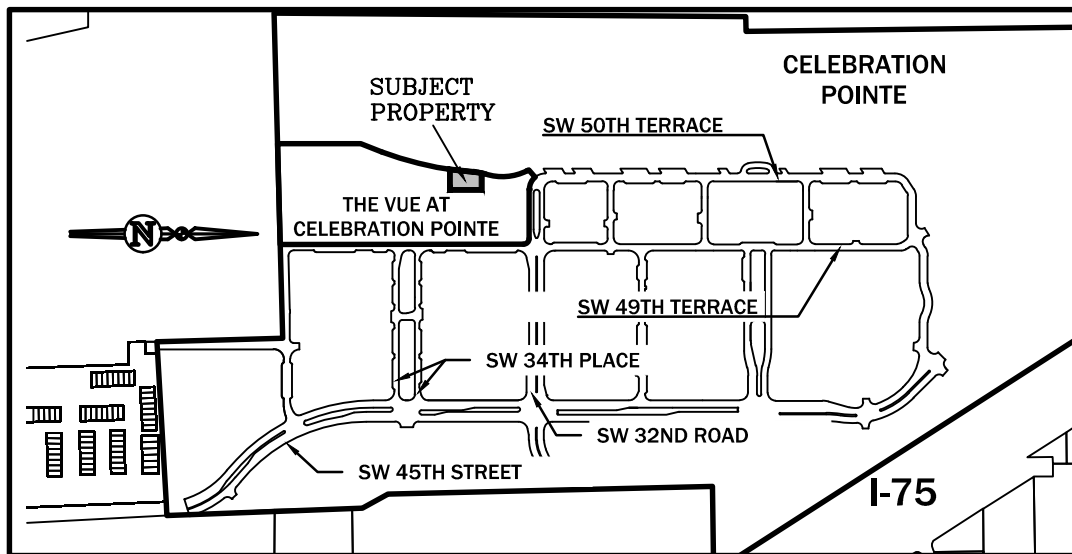 CELEBRATION
POINTE
SUBJECT
PROPERTY
SW 50TH TERRACE
THE VUE AT
CELEBRATION POINTE
N
SW 49TH TERRACE
SW 34TH PLACE
SW 32ND ROAD
SW 45TH STREET
I-75